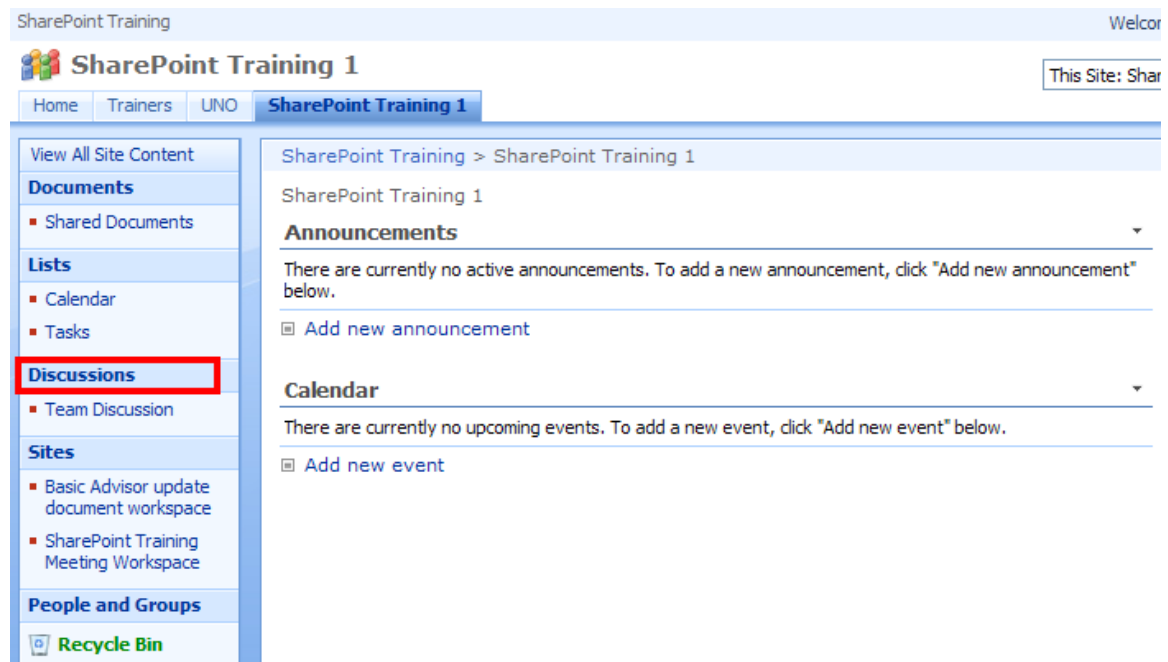 SharePoint Training
Welcor
SharePoint Training 1
This Site: Shar
Home Trainers UNO SharePoint Training 1
View All Site Content
Documents
Shared Documents
Lists
Calendar
Tasks
Discussions
Team Discussion
Sites
Basic Advisor update
document workspace
SharePoint Training
Meeting Workspace
People and Groups
Recycle Bin
SharePoint Training > SharePoint Training 1
SharePoint Training 1
Announcements
There are currently no active announcements. To add a new announcement, click "Add new announcement"
below.
Add new announcement
Calendar
There are currently no upcoming events. To add a new event, click "Add new event" below.
Add new event